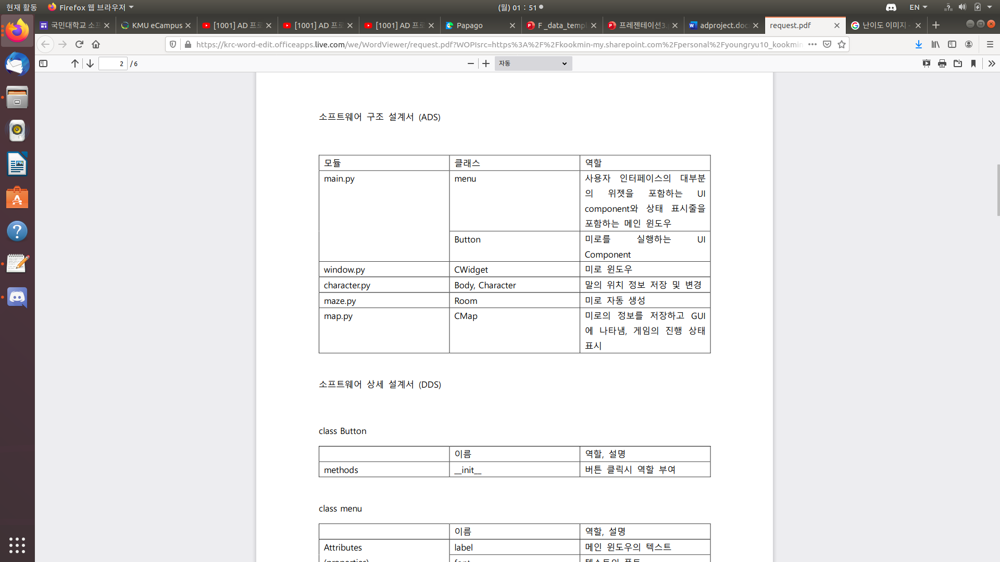 현재 활동
Firefox 웹 브라우저
(월) 01 : 51
EN
국민대학교 소프
KMU eCampus
[1001] AD 프로
[1001] AD 프로
[1001] AD 프로
Papago
F _data_templ
프레젠테이션3.p
adproject.doc
request.pdf
난이도 이미지 -
https://krc-word-edit.officeapps.live.com/we/WordViewer/request.pdf?WOPIsrc=https%3A%2F%2Fkookmin-my.sharepoint.com%2Fpersonal%2Fyoungryu10_kookmin
2 / 6
자동
소프트웨어 구조 설계서 (ADS)
모듈 클래스 역할
main.py menu 사용자 인터페이스의 대부분
의 위젯을 포함하는 UI
component와 상태 표시줄을
포함하는 메인 윈도우
Button 미로를 실행하는 UI
Component
window.py CWidget 미로 윈도우
character.py Body, Character 말의 위치 정보 저장 및 변경
maze.py Room 미로 자동 생성
map.py CMap 미로의 정보를 저장하고 GUI
에 나타냄, 게임의 진행 상태
표시
소프트웨어 상세 설계서 (DDS)
class Button
이름 역할, 설명
methods __init__ 버튼 클릭시 역할 부여
class menu
이름 역할, 설명
Attributes label 메인 윈도우의 텍스트
(properties) font 텍스트의 폰트